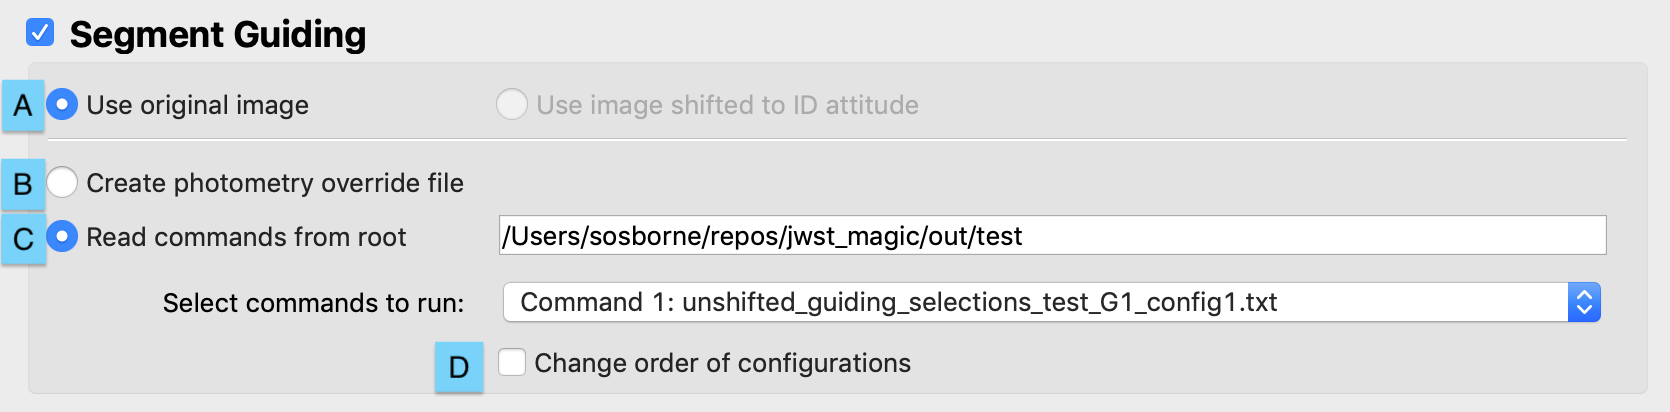 Segment Guiding
A Use original image Use image shifted to ID attitude
B Create photometry override file
C Read commands from root /Users/sosborne/repos/jwst_magic/out/test
Select commands to run: Command 1: unshifted_guiding_selections_test_G1_config1.txt
D Change order of configurations